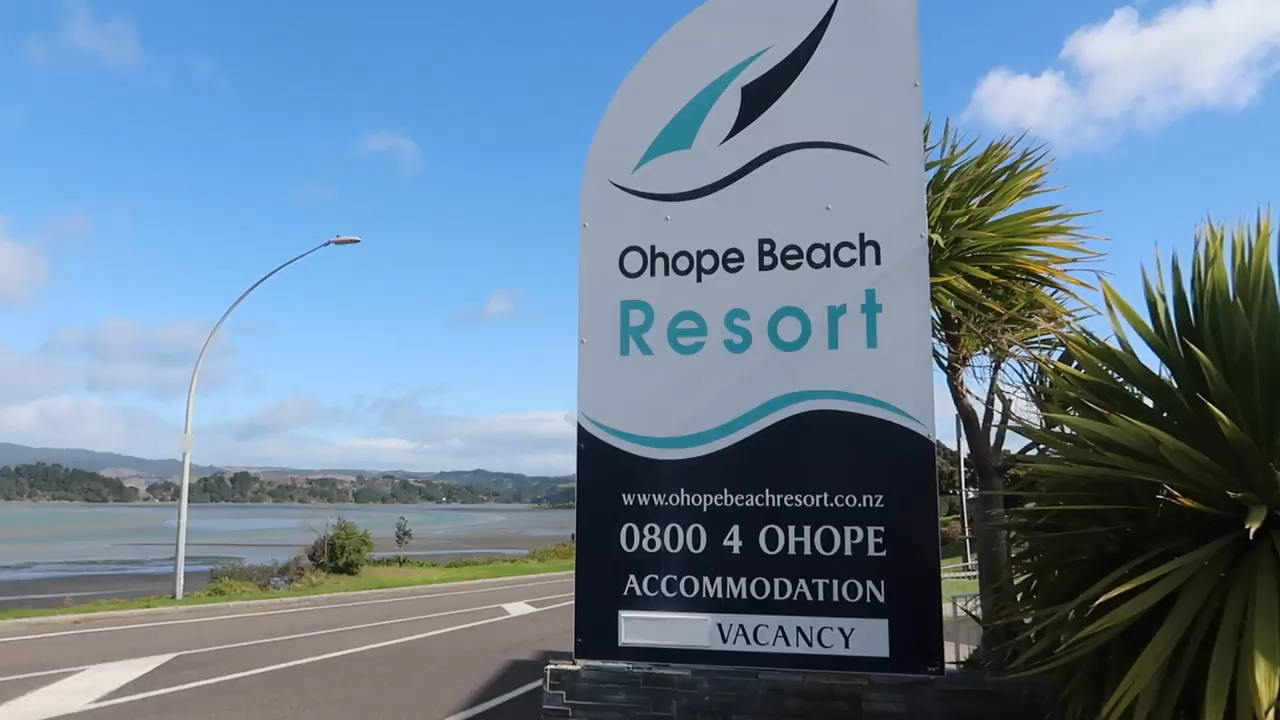 Ohope Beach
Resort
www.ohopebeachresort.co.nz
0800 4 OHOPE
ACCOMMODATION
VACANCY